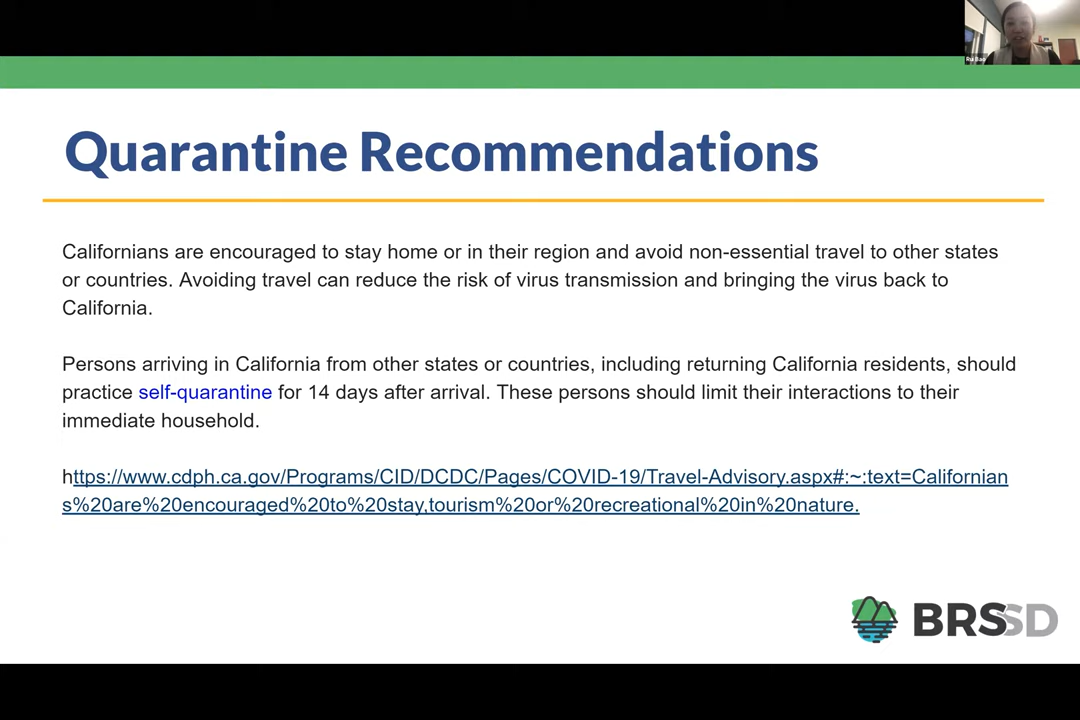 Rui Bao
Quarantine Recommendations
Californians are encouraged to stay home or in their region and avoid non-essential travel to other states
or countries. Avoiding travel can reduce the risk of virus transmission and bringing the virus back to
California.
Persons arriving in California from other states or countries, including returning California residents, should
practice self-quarantine for 14 days after arrival. These persons should limit their interactions to their
immediate household.
https://www.cdph.ca.gov/Programs/CID/DCDC/Pages/COVID-19/Travel-Advisory.aspx#:~:text=Californian
s%20are%20encouraged%20to%20stay,tourism%20or%20recreational%20in%20nature.
BRSSD